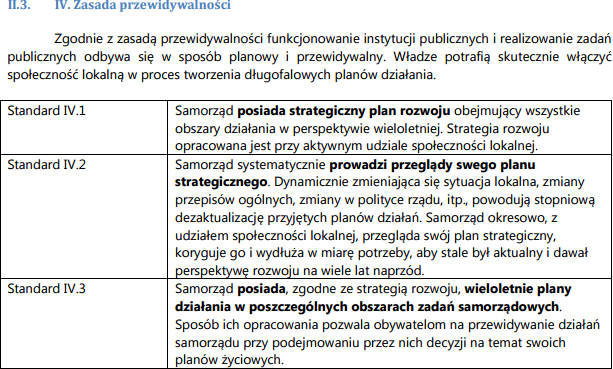 II.3. IV. Zasada przewidywalności
Zgodnie z zasadą przewidywalności funkcjonowanie instytucji publicznych i realizowanie zadań
publicznych odbywa się w sposób planowy i przewidywalny. Władze potrafią skutecznie włączyć
społeczność lokalną w proces tworzenia długofalowych planów działania.
Standard IV.1
Samorząd posiada strategiczny plan rozwoju obejmujący wszystkie
obszary działania w perspektywie wieloletniej. Strategia rozwoju
opracowana jest przy aktywnym udziale społeczności lokalnej.
Standard IV.2
Samorząd systematycznie prowadzi przeglądy swego planu
strategicznego. Dynamicznie zmieniająca się sytuacja lokalna, zmiany
przepisów ogólnych, zmiany w polityce rządu, itp., powodują stopniową
dezaktualizację przyjętych planów działań. Samorząd okresowo, z
udziałem społeczności lokalnej, przegląda swój plan strategiczny,
koryguje go i wydłuża w miarę potrzeby, aby stale był aktualny i dawał
perspektywę rozwoju na wiele lat naprzód.
Standard IV.3
Samorząd posiada, zgodne ze strategią rozwoju, wieloletnie plany
działania w poszczególnych obszarach zadań samorządowych.
Sposób ich opracowania pozwala obywatelom na przewidywanie działań
samorządu przy podejmowaniu przez nich decyzji na temat swoich
planów życiowych.